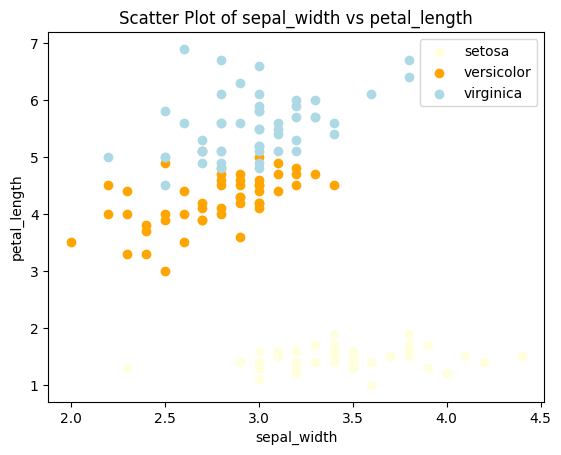 Scatter Plot of sepal_width vs petal_length
setosa
versicolor
virginica
7
6
5
4
3
2
1
petal_length
2.0 2.5 3.0 3.5 4.0 4.5
sepal_width